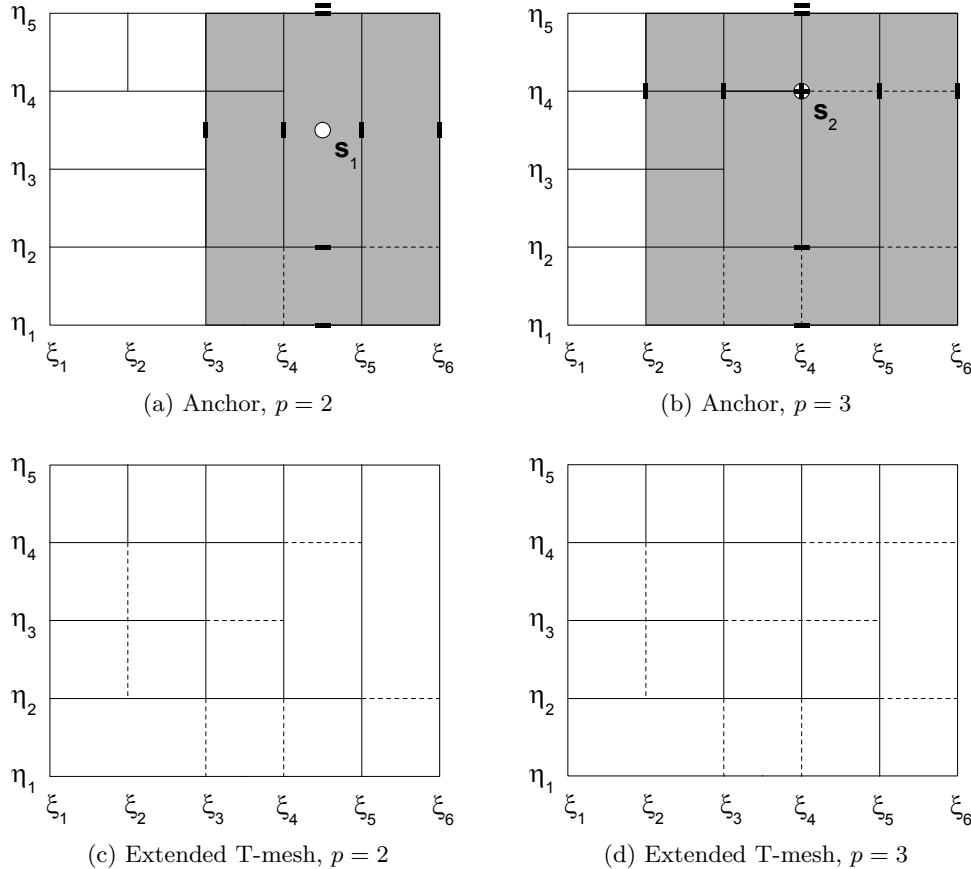 η5
η4
η3
η2
η1
s1
ξ1 ξ2 ξ3 ξ4 ξ5 ξ6
(a) Anchor, p = 2
η5
η4
η3
η2
η1
s2
ξ1 ξ2 ξ3 ξ4 ξ5 ξ6
(b) Anchor, p = 3
η5
η4
η3
η2
η1
ξ1 ξ2 ξ3 ξ4 ξ5 ξ6
(c) Extended T-mesh, p = 2
η5
η4
η3
η2
η1
ξ1 ξ2 ξ3 ξ4 ξ5 ξ6
(d) Extended T-mesh, p = 3